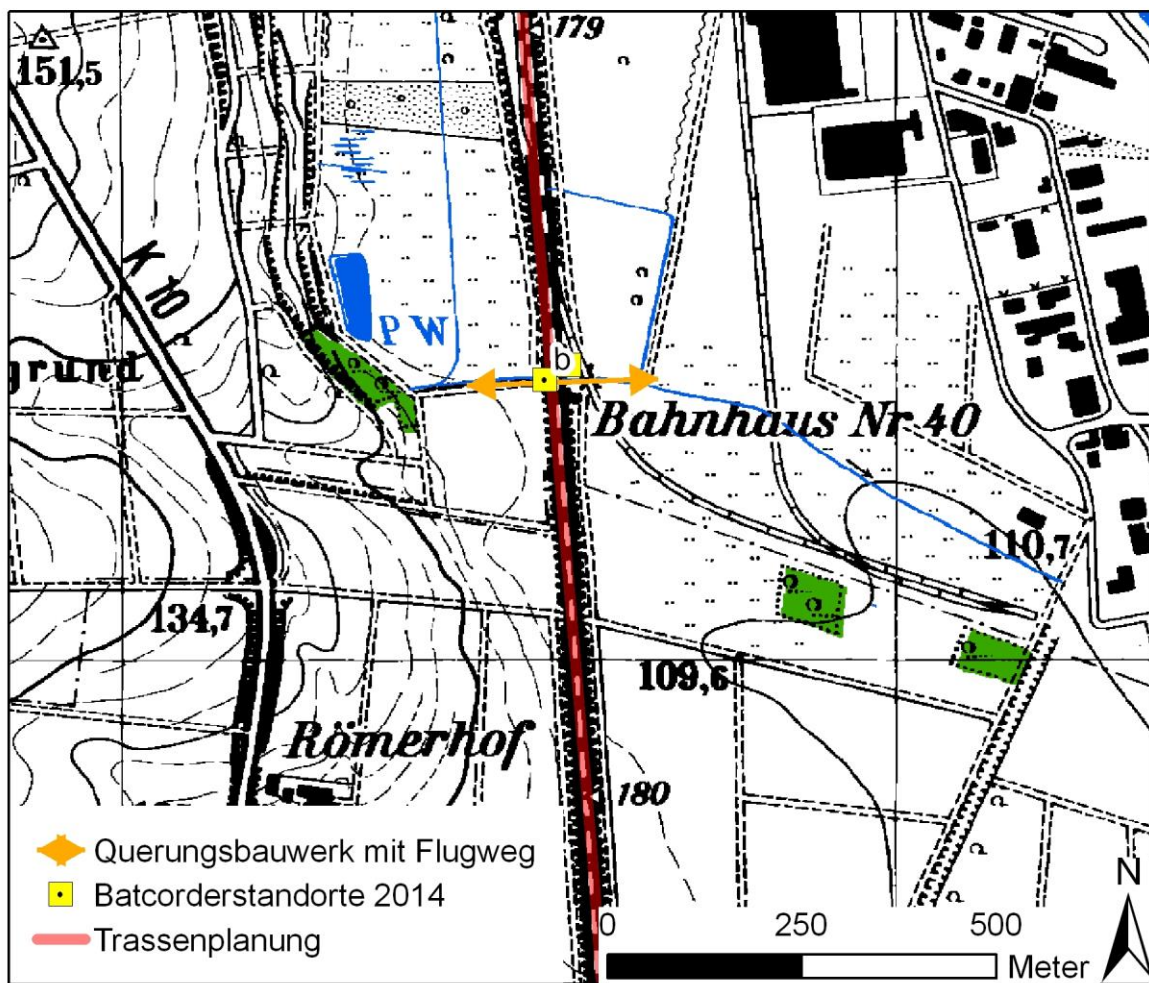 179
151,5
K 10
P W
b
grund
Bahnhaus Nr 40
110,7
134,7
109,6
Römerhof
180
Querungsbauwerk mit Flugweg
Batcorderstandorte 2014
Trassenplanung
N
0 250 500
Meter